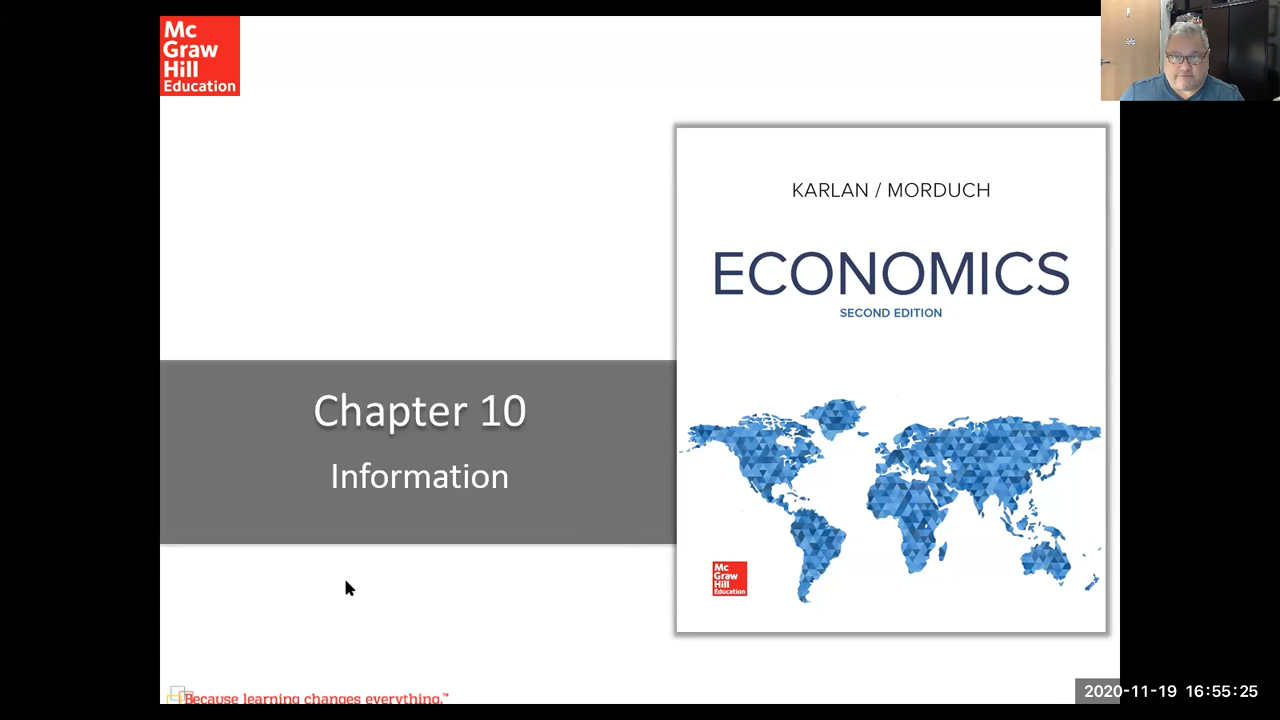 Mc
Graw
Hill
Education
KARLAN / MORDUCH
ECONOMICS
SECOND EDITION
Chapter 10
Information
Mc
Graw
Hill
Education
Because learning changes everything.™
2020-11-19 16:55:25